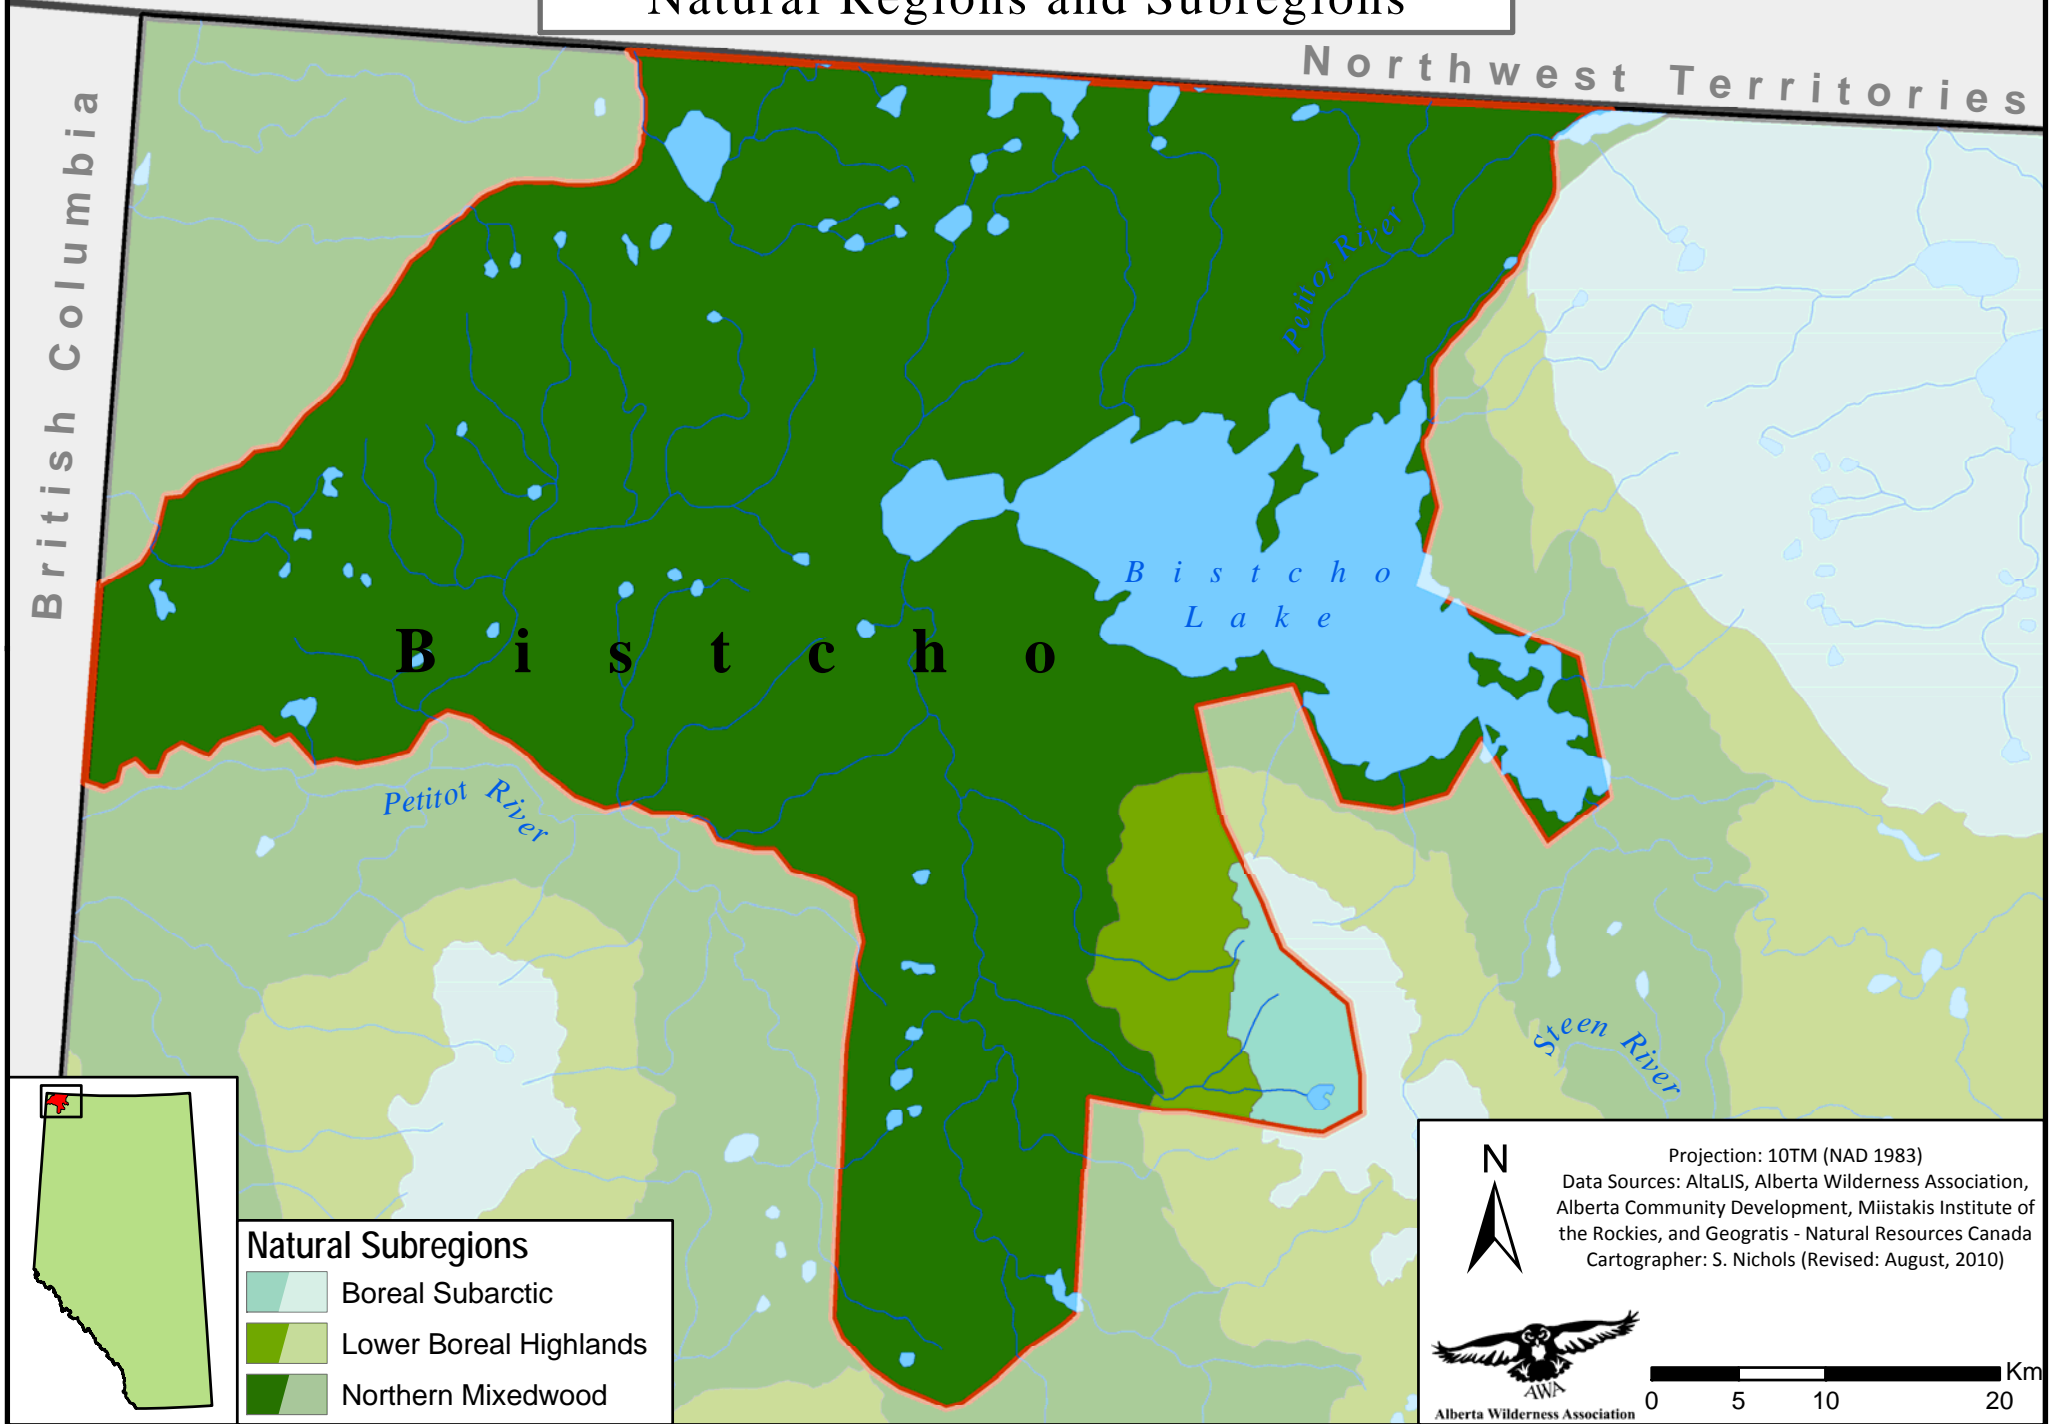 Natural Regions and Subregions
Northwest Territories
British Columbia
Petitot River
Bistcho
Lake
Bistcho
Petitot River
Steen River
Natural Subregions
Boreal Subarctic
Lower Boreal Highlands
Northern Mixedwood
N
Projection: 10TM (NAD 1983)
Data Sources: AltaLIS, Alberta Wilderness Association,
Alberta Community Development, Miistakis Institute of
the Rockies, and Geogratis - Natural Resources Canada
Cartographer: S. Nichols (Revised: August, 2010)
AWA
Alberta Wilderness Association
Km
0 5 10 20